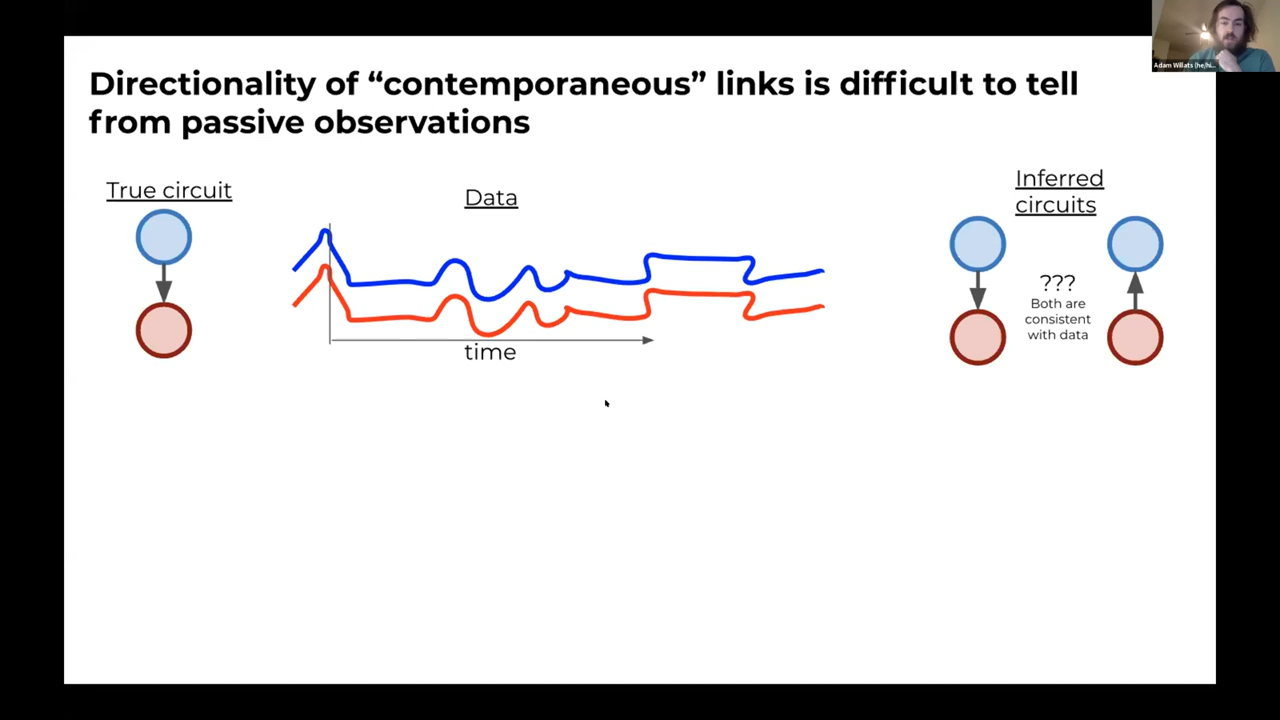 Directionality of “contemporaneous” links is difficult to tell
from passive observations
True circuit
Data
time
Inferred
circuits
???
Both are
consistent
with data
Adam Willats (he/hi...